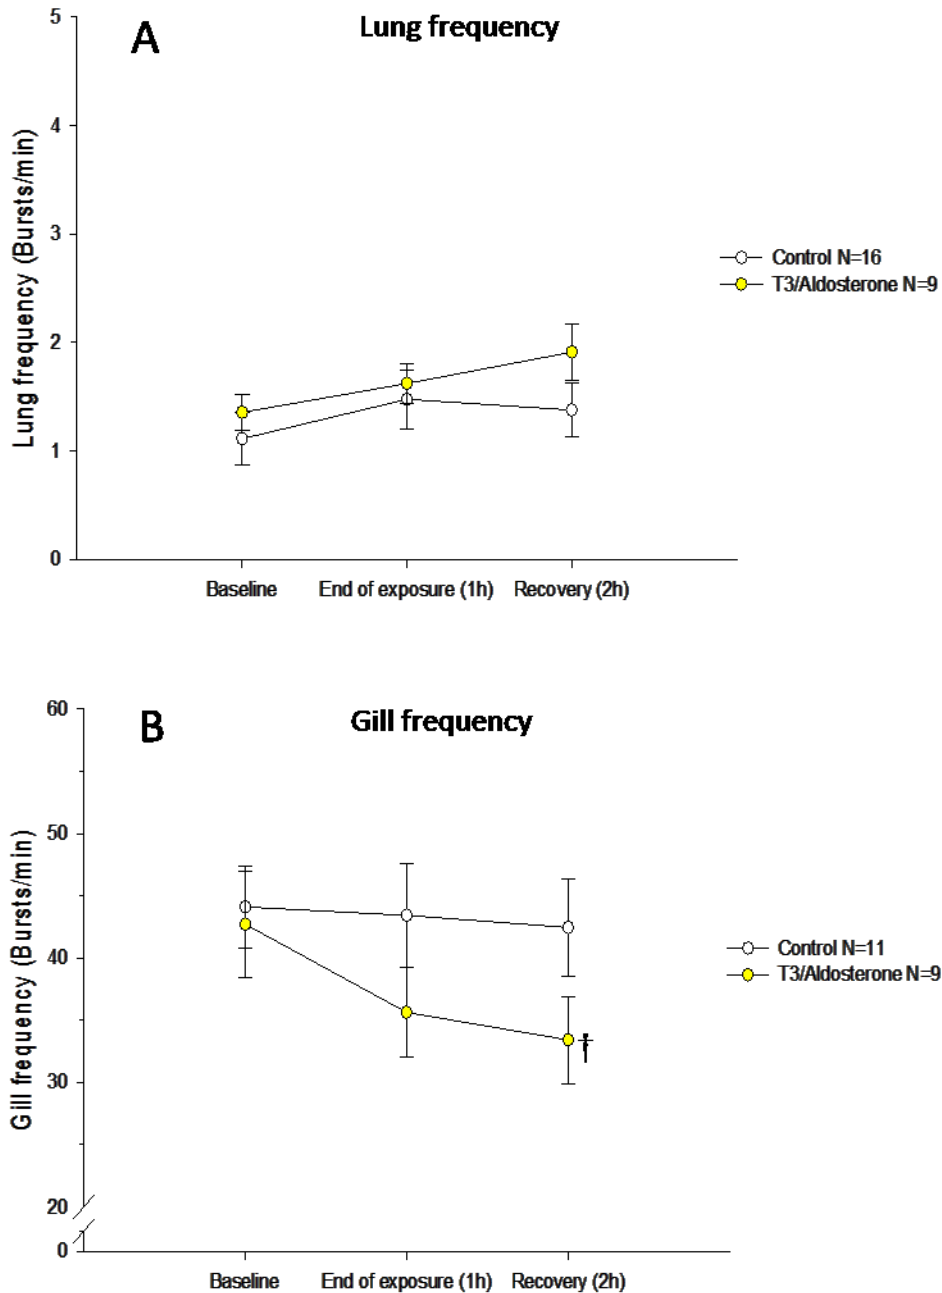 A
Lung frequency
5
4
3
2
1
0
Lung frequency (Bursts/min)
Control N=16
T3/Aldosterone N=9
Baseline
End of exposure (1h)
Recovery (2h)
B
Gill frequency
60
50
40
30
20
0
Gill frequency (Bursts/min)
Control N=11
T3/Aldosterone N=9
†
Baseline
End of exposure (1h)
Recovery (2h)